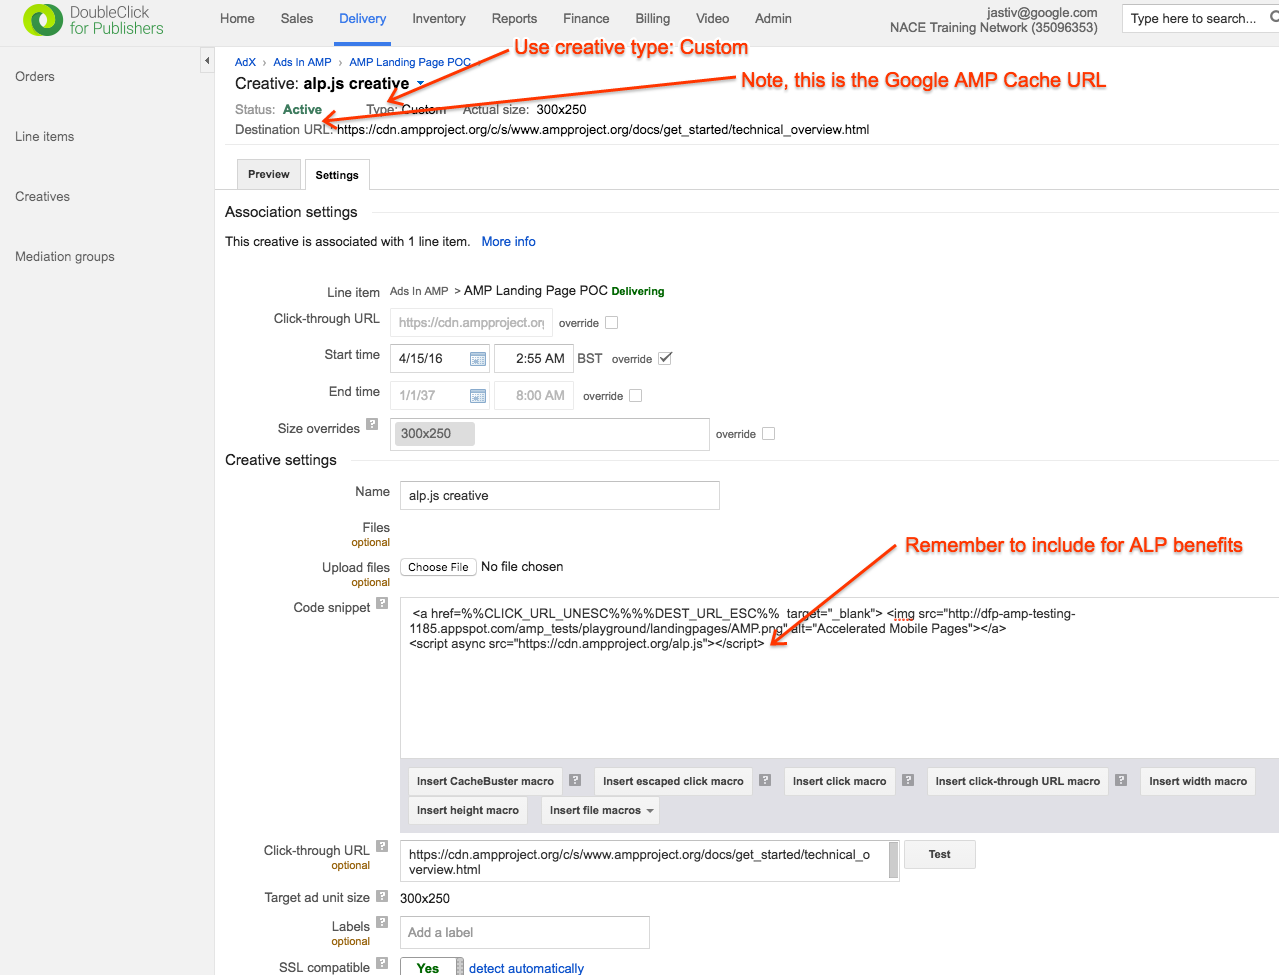 DoubleClick
for Publishers
Home Sales Delivery Inventory Reports Finance Billing Video Admin
jastiv@google.com
NACE Training Network (35096353)
Type here to search...
Orders
Line items
Creatives
Mediation groups
AdX › Ads In AMP › AMP Landing Page POC
Use creative type: Custom
Creative: alp.js creative
Note, this is the Google AMP Cache URL
Status: Active Type: Custom Actual size: 300x250
Destination URL: https://cdn.ampproject.org/c/s/www.ampproject.org/docs/get_started/technical_overview.html
Preview Settings
Association settings
This creative is associated with 1 line item. More info
Line item Ads In AMP > AMP Landing Page POC Delivering
Click-through URL https://cdn.ampproject.org override
Start time 4/15/16 2:55 AM BST override
End time 1/1/37 8:00 AM override
Size overrides ? 300x250 override
Creative settings
Name alp.js creative
Files
optional
Remember to include for ALP benefits
Upload files Choose File No file chosen
optional
Code snippet ?
<a href=%%CLICK_URL_UNESC%%%%DEST_URL_ESC%% target="_blank"> <img src="http://dfp-amp-testing-
1185.appspot.com/amp_tests/playground/landingpages/AMP.png" alt="Accelerated Mobile Pages"></a>
<script async src="https://cdn.ampproject.org/alp.js"></script>
Insert CacheBuster macro ? Insert escaped click macro ? Insert click macro ? Insert click-through URL macro ? Insert width macro
Insert height macro Insert file macros
Click-through URL ?
optional
https://cdn.ampproject.org/c/s/www.ampproject.org/docs/get_started/technical_o
verview.html
Test
Target ad unit size ? 300x250
Labels ? Add a label
optional
SSL compatible ? Yes detect automatically